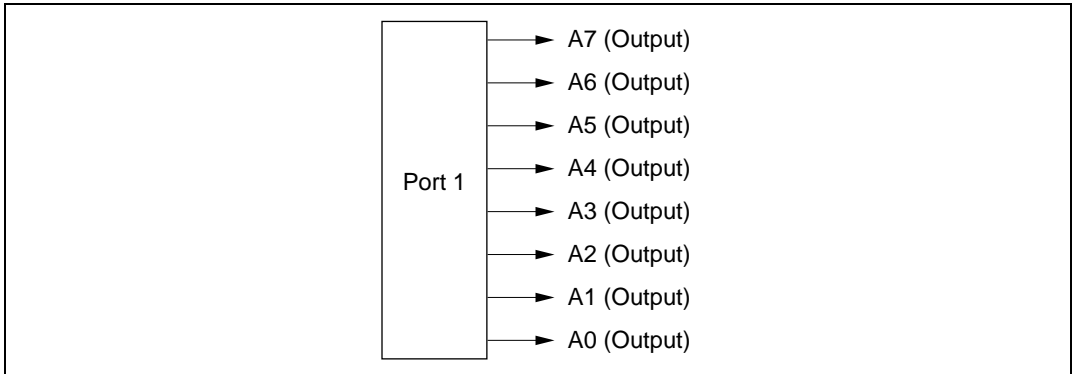 A7 (Output)
A6 (Output)
A5 (Output)
A4 (Output)
Port 1
A3 (Output)
A2 (Output)
A1 (Output)
A0 (Output)